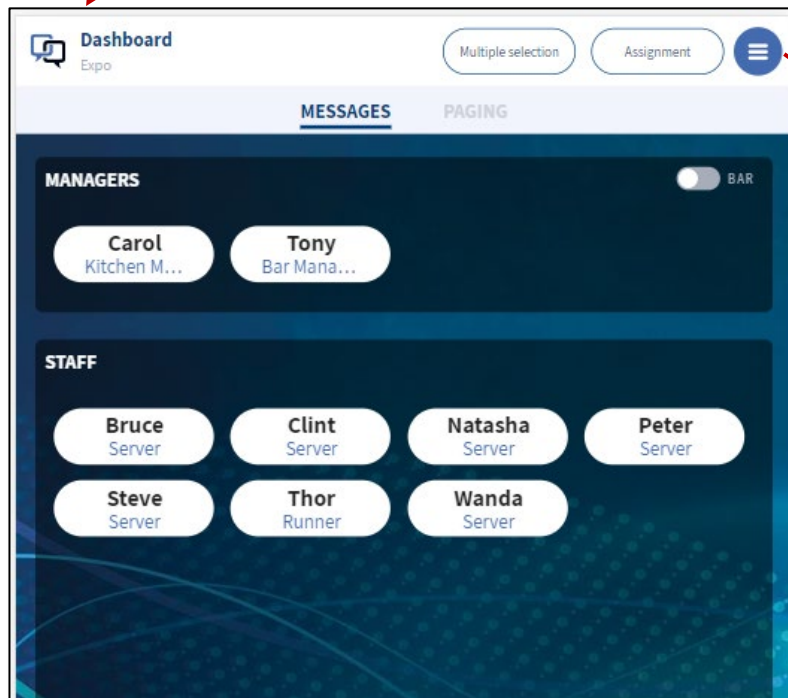 Dashboard
Expo
Multiple selection
Assignment
MESSAGES
PAGING
MANAGERS
BAR
Carol
Kitchen M...
Tony
Bar Mana...
STAFF
Bruce
Server
Clint
Server
Natasha
Server
Peter
Server
Steve
Server
Thor
Runner
Wanda
Server